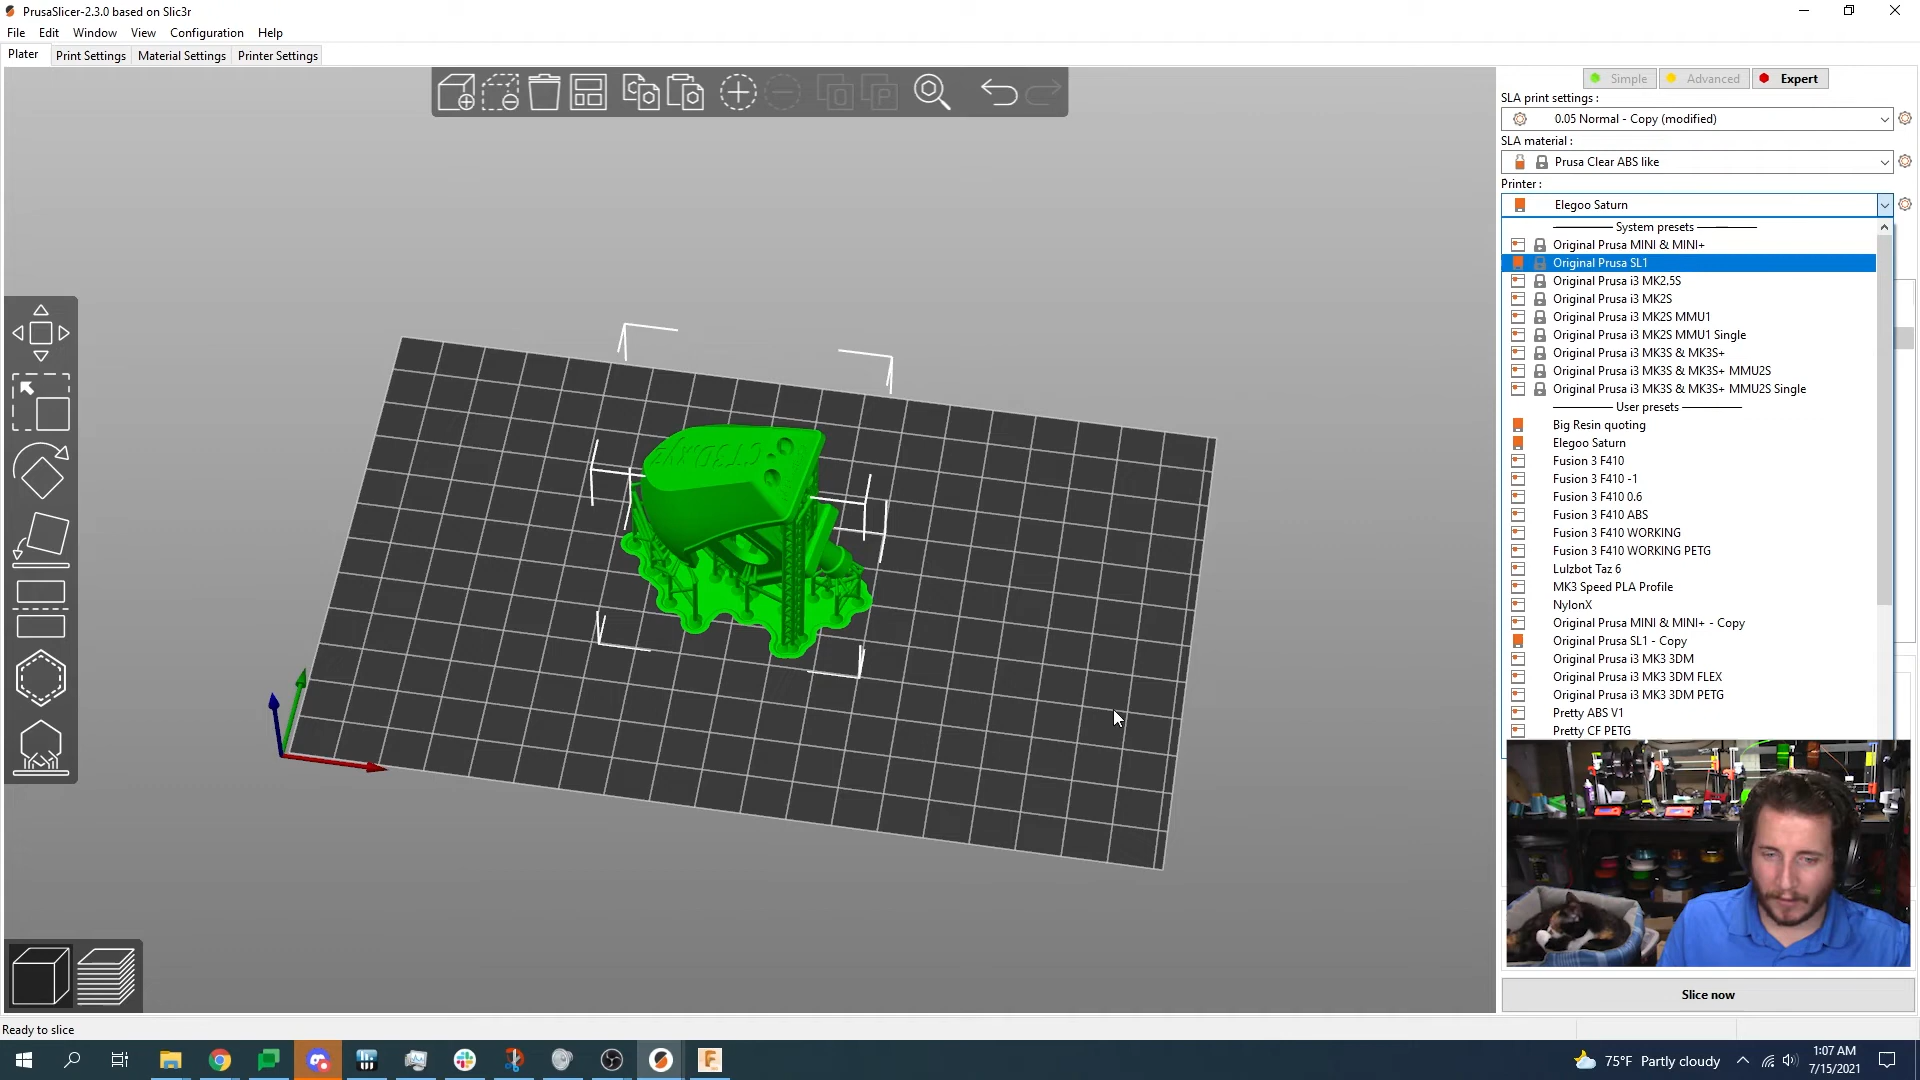 PrusaSlicer-2.3.0 based on Slic3r
File Edit Window View Configuration Help
Plater Print Settings Material Settings Printer Settings
Simple Advanced Expert
SLA print settings :
0.05 Normal - Copy (modified)
SLA material :
Prusa Clear ABS like
Printer :
Elegoo Saturn
System presets
Original Prusa MINI & MINI+
Original Prusa SL1
Original Prusa i3 MK2.5S
Original Prusa i3 MK2S
Original Prusa i3 MK2S MMU1
Original Prusa i3 MK2S MMU1 Single
Original Prusa i3 MK3S & MK3S+
Original Prusa i3 MK3S & MK3S+ MMU2S
Original Prusa i3 MK3S & MK3S+ MMU2S Single
User presets
Big Resin quoting
Elegoo Saturn
Fusion 3 F410
Fusion 3 F410 -1
Fusion 3 F410 0.6
Fusion 3 F410 ABS
Fusion 3 F410 WORKING
Fusion 3 F410 WORKING PETG
Lulzbot Taz 6
MK3 Speed PLA Profile
NylonX
Original Prusa MINI & MINI+ - Copy
Original Prusa SL1 - Copy
Original Prusa i3 MK3 3DM
Original Prusa i3 MK3 3DM FLEX
Original Prusa i3 MK3 3DM PETG
Pretty ABS V1
Pretty CF PETG
Slice now
Ready to slice
75°F Partly cloudy
1:07 AM
7/15/2021